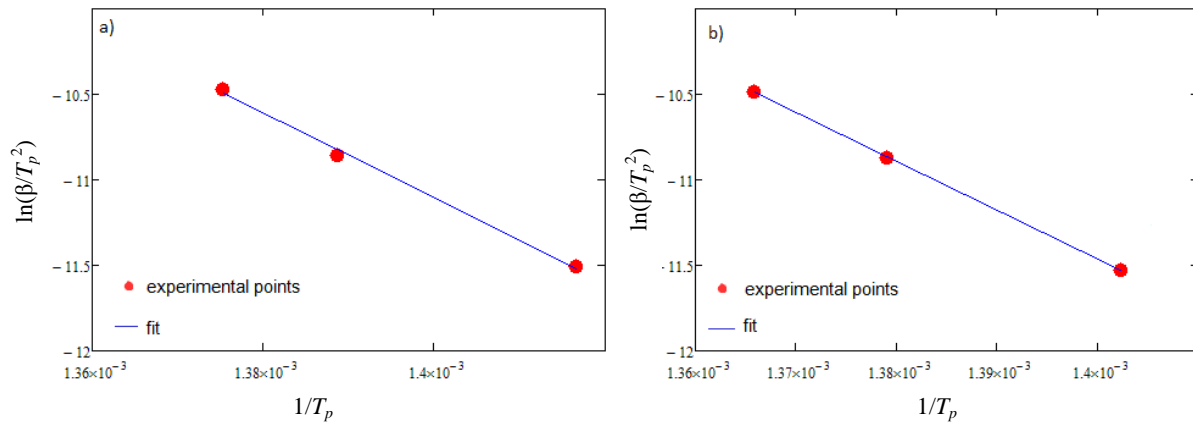 a)
ln(β/Tₚ²)
−10.5
−11
−11.5
−12
1.36×10⁻³
1.38×10⁻³
1.4×10⁻³
1/Tₚ
experimental points
fit
b)
ln(β/Tₚ²)
−10.5
−11
·11.5
−12
1.36×10⁻³
1.37×10⁻³
1.38×10⁻³
1.39×10⁻³
1.4×10⁻³
1/Tₚ
experimental points
fit